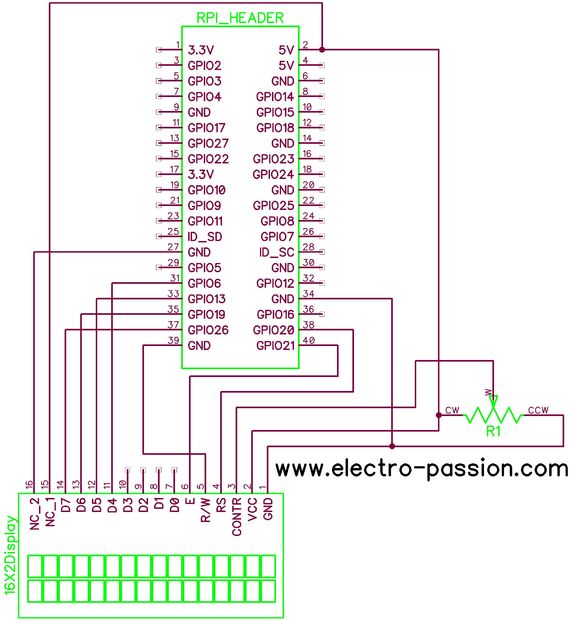 RPI_HEADER
1 3.3V 5V 2
3 GPIO2 5V 4
5 GPIO3 GND 6
7 GPIO4 GPIO14 8
9 GND GPIO15 10
11 GPIO17 GPIO18 12
13 GPIO27 GND 14
15 GPIO22 GPIO23 16
17 3.3V GPIO24 18
19 GPIO10 GND 20
21 GPIO9 GPIO25 22
23 GPIO11 GPIO8 24
25 ID_SD GPIO7 26
27 GND ID_SC 28
29 GPIO5 GND 30
31 GPIO6 GPIO12 32
33 GPIO13 GND 34
35 GPIO19 GPIO16 36
37 GPIO26 GPIO20 38
39 GND GPIO21 40
W
CW CCW
R1
www.electro-passion.com
16 15 14 13 12 11 10 9 8 7 6 5 4 3 2 1
NC_2 NC_1 D7 D6 D5 D4 D3 D2 D1 D0 E R/W RS CONTR VCC GND
16X2Display